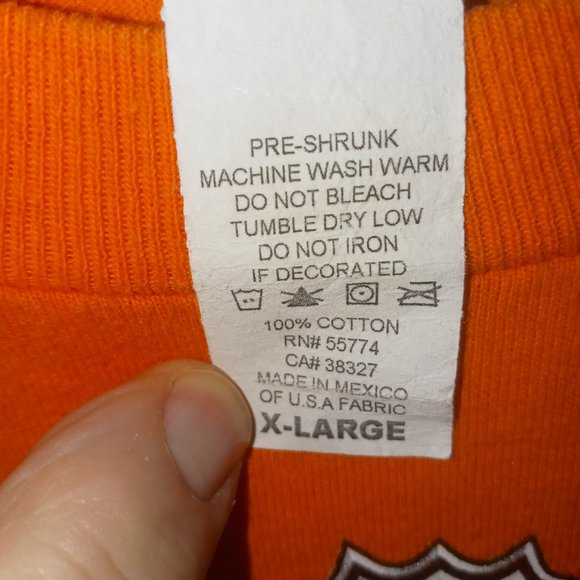 PRE-SHRUNK
MACHINE WASH WARM
DO NOT BLEACH
TUMBLE DRY LOW
DO NOT IRON
IF DECORATED
100% COTTON
RN# 55774
CA# 38327
MADE IN MEXICO
OF U.S.A FABRIC
X-LARGE